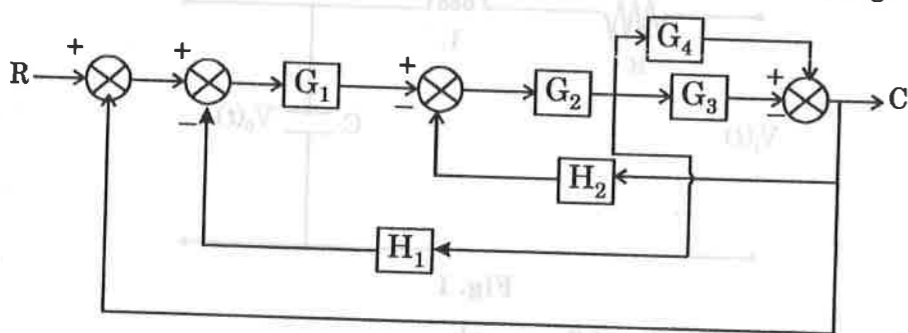 G₄
+ + + +
R G₁ G₂ G₃ C
− − −
H₂
H₁